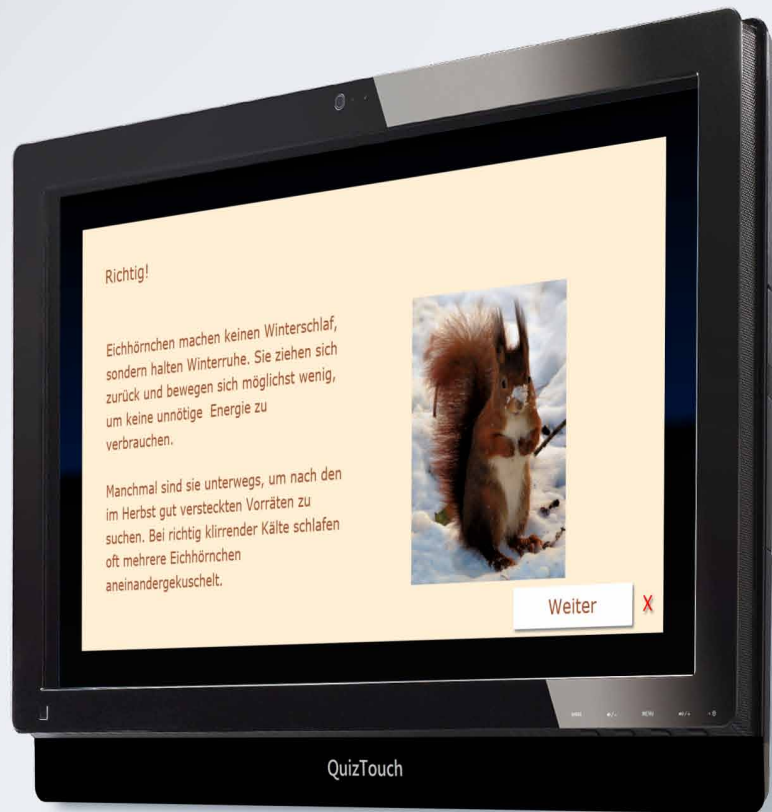 Richtig!
Eichhörnchen machen keinen Winterschlaf,
sondern halten Winterruhe. Sie ziehen sich
zurück und bewegen sich möglichst wenig,
um keine unnötige Energie zu
verbrauchen.
Manchmal sind sie unterwegs, um nach den
im Herbst gut versteckten Vorräten zu
suchen. Bei richtig klirrender Kälte schlafen
oft mehrere Eichhörnchen
aneinandergekuschelt.
Weiter X
MENU
QuizTouch